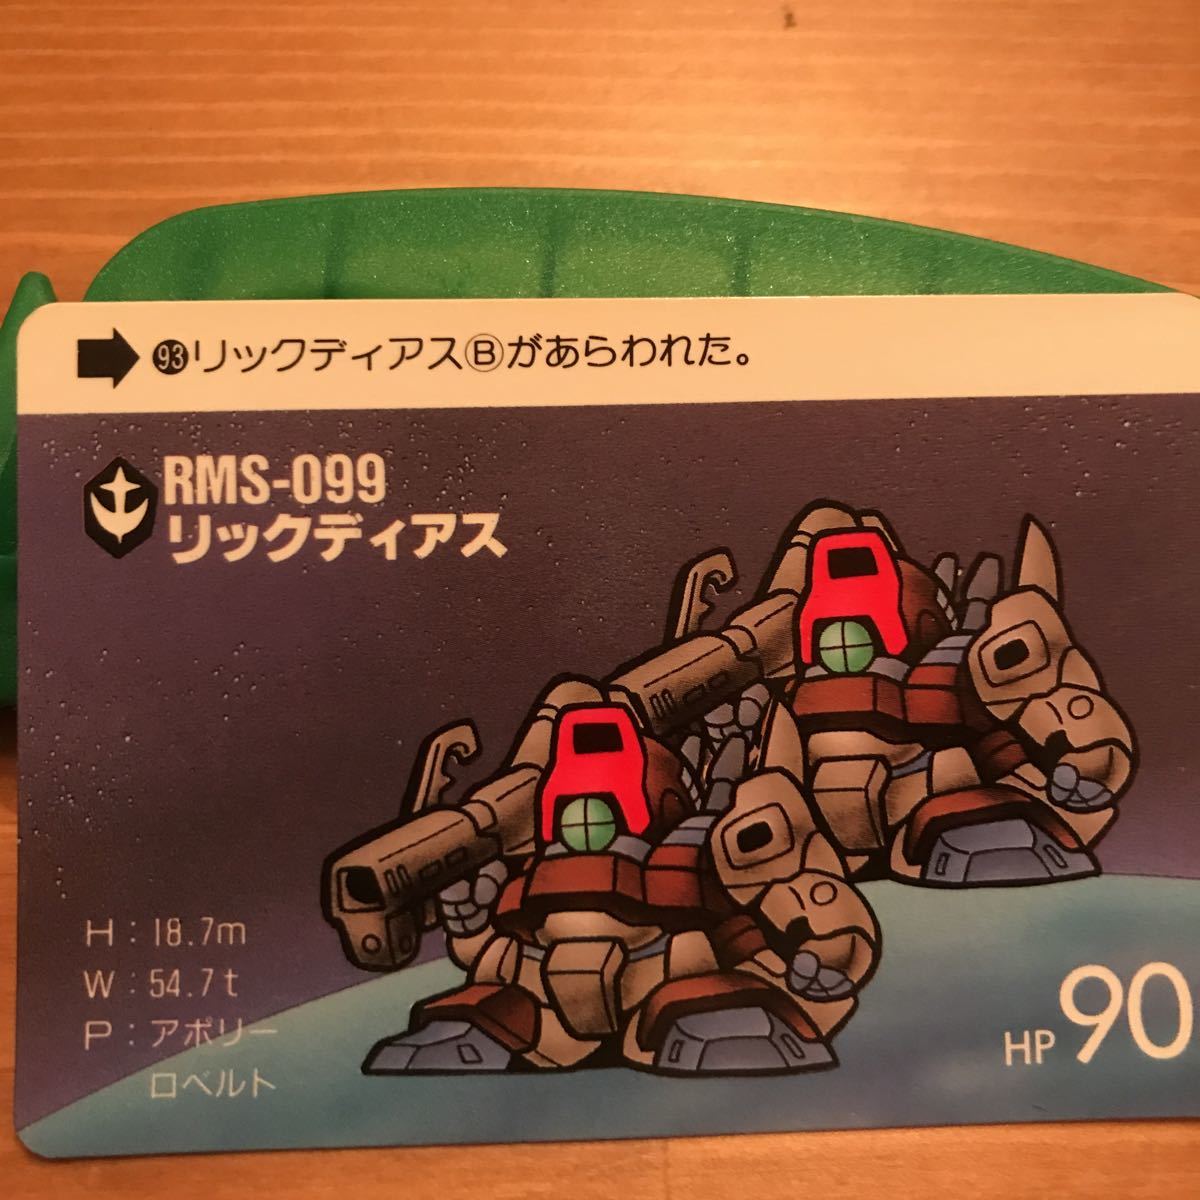 93リックディアスⒷがあらわれた。
RMS-099
リックディアス
H：18.7m
W：54.7t
P：アポリー
ロベルト
HP 90